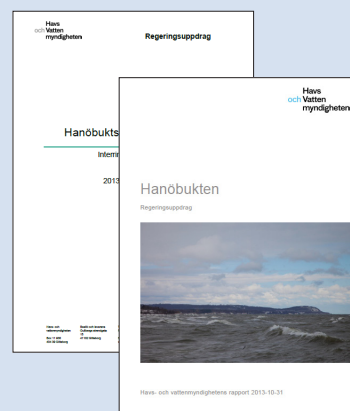 Havs
och Vatten
myndigheten
Regeringsuppdrag
Hanöbukts
Interri
2013
Havs
och Vatten
myndigheten
Hanöbukten
Regeringsuppdrag
Havs- och vattenmyndighetens rapport 2013-10-31